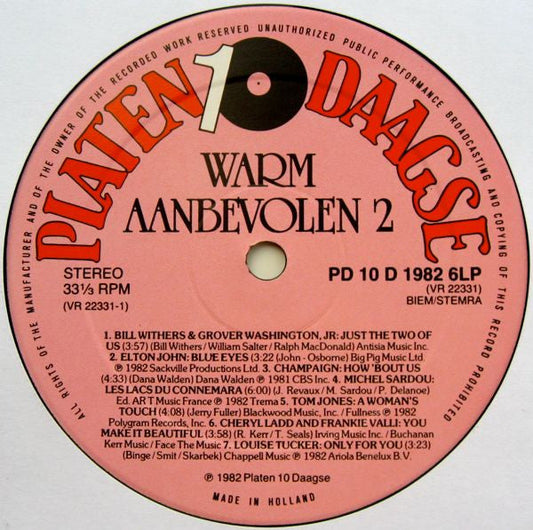 ALL RIGHTS OF THE MANUFACTURER AND OF THE OWNER OF THE RECORDED WORK RESERVED UNAUTHORIZED PUBLIC PERFORMANCE BROADCASTING AND COPYING OF THIS RECORD PROHIBITED
PLATEN 10 DAAGSE
WARM
AANBEVOLEN 2
STEREO
33⅓ RPM
(VR 22331-1)
PD 10 D 1982 6LP
(VR 22331)
BIEM/STEMRA
1. BILL WITHERS & GROVER WASHINGTON, JR: JUST THE TWO OF
US (3:57) (Bill Withers / William Salter / Ralph MacDonald) Antisia Music Inc.
2. ELTON JOHN: BLUE EYES (3:22 (John - Osborne) Big Pig Music Ltd.
℗ 1982 Sackville Productions Ltd. 3. CHAMPAIGN: HOW 'BOUT US
(4:33) (Dana Walden) Dana Walden ℗ 1981 CBS Inc. 4. MICHEL SARDOU:
LES LACS DU CONNEMARA (6:00) (J. Revaux / M. Sardou / P. Delanoe)
Ed. ART Music France ℗ 1982 Trema 5. TOM JONES: A WOMAN'S
TOUCH (4:08) (Jerry Fuller) Blackwood Music, Inc. / Fullness ℗ 1982
Polygram Records, Inc. 6. CHERYL LADD AND FRANKIE VALLI: YOU
MAKE IT BEAUTIFUL (3:58) (R. Kerr / T. Seals) Irving Music Inc. / Buchanan
Kerr Music / Face The Music 7. LOUISE TUCKER: ONLY FOR YOU (3:23)
(Binge / Smit / Skarbek) Chappell Music ℗ 1982 Ariola Benelux B.V.
℗ 1982 Platen 10 Daagse
MADE IN HOLLAND